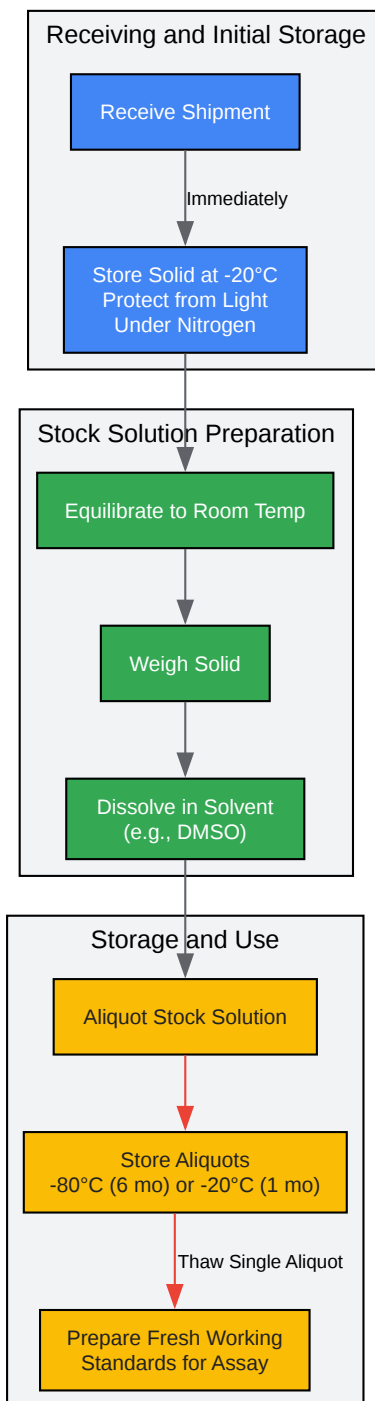 Receiving and Initial Storage
Receive Shipment
Immediately
Store Solid at -20°C
Protect from Light
Under Nitrogen
Stock Solution Preparation
Equilibrate to Room Temp
Weigh Solid
Dissolve in Solvent
(e.g., DMSO)
Storage and Use
Aliquot Stock Solution
Store Aliquots
-80°C (6 mo) or -20°C (1 mo)
Thaw Single Aliquot
Prepare Fresh Working
Standards for Assay